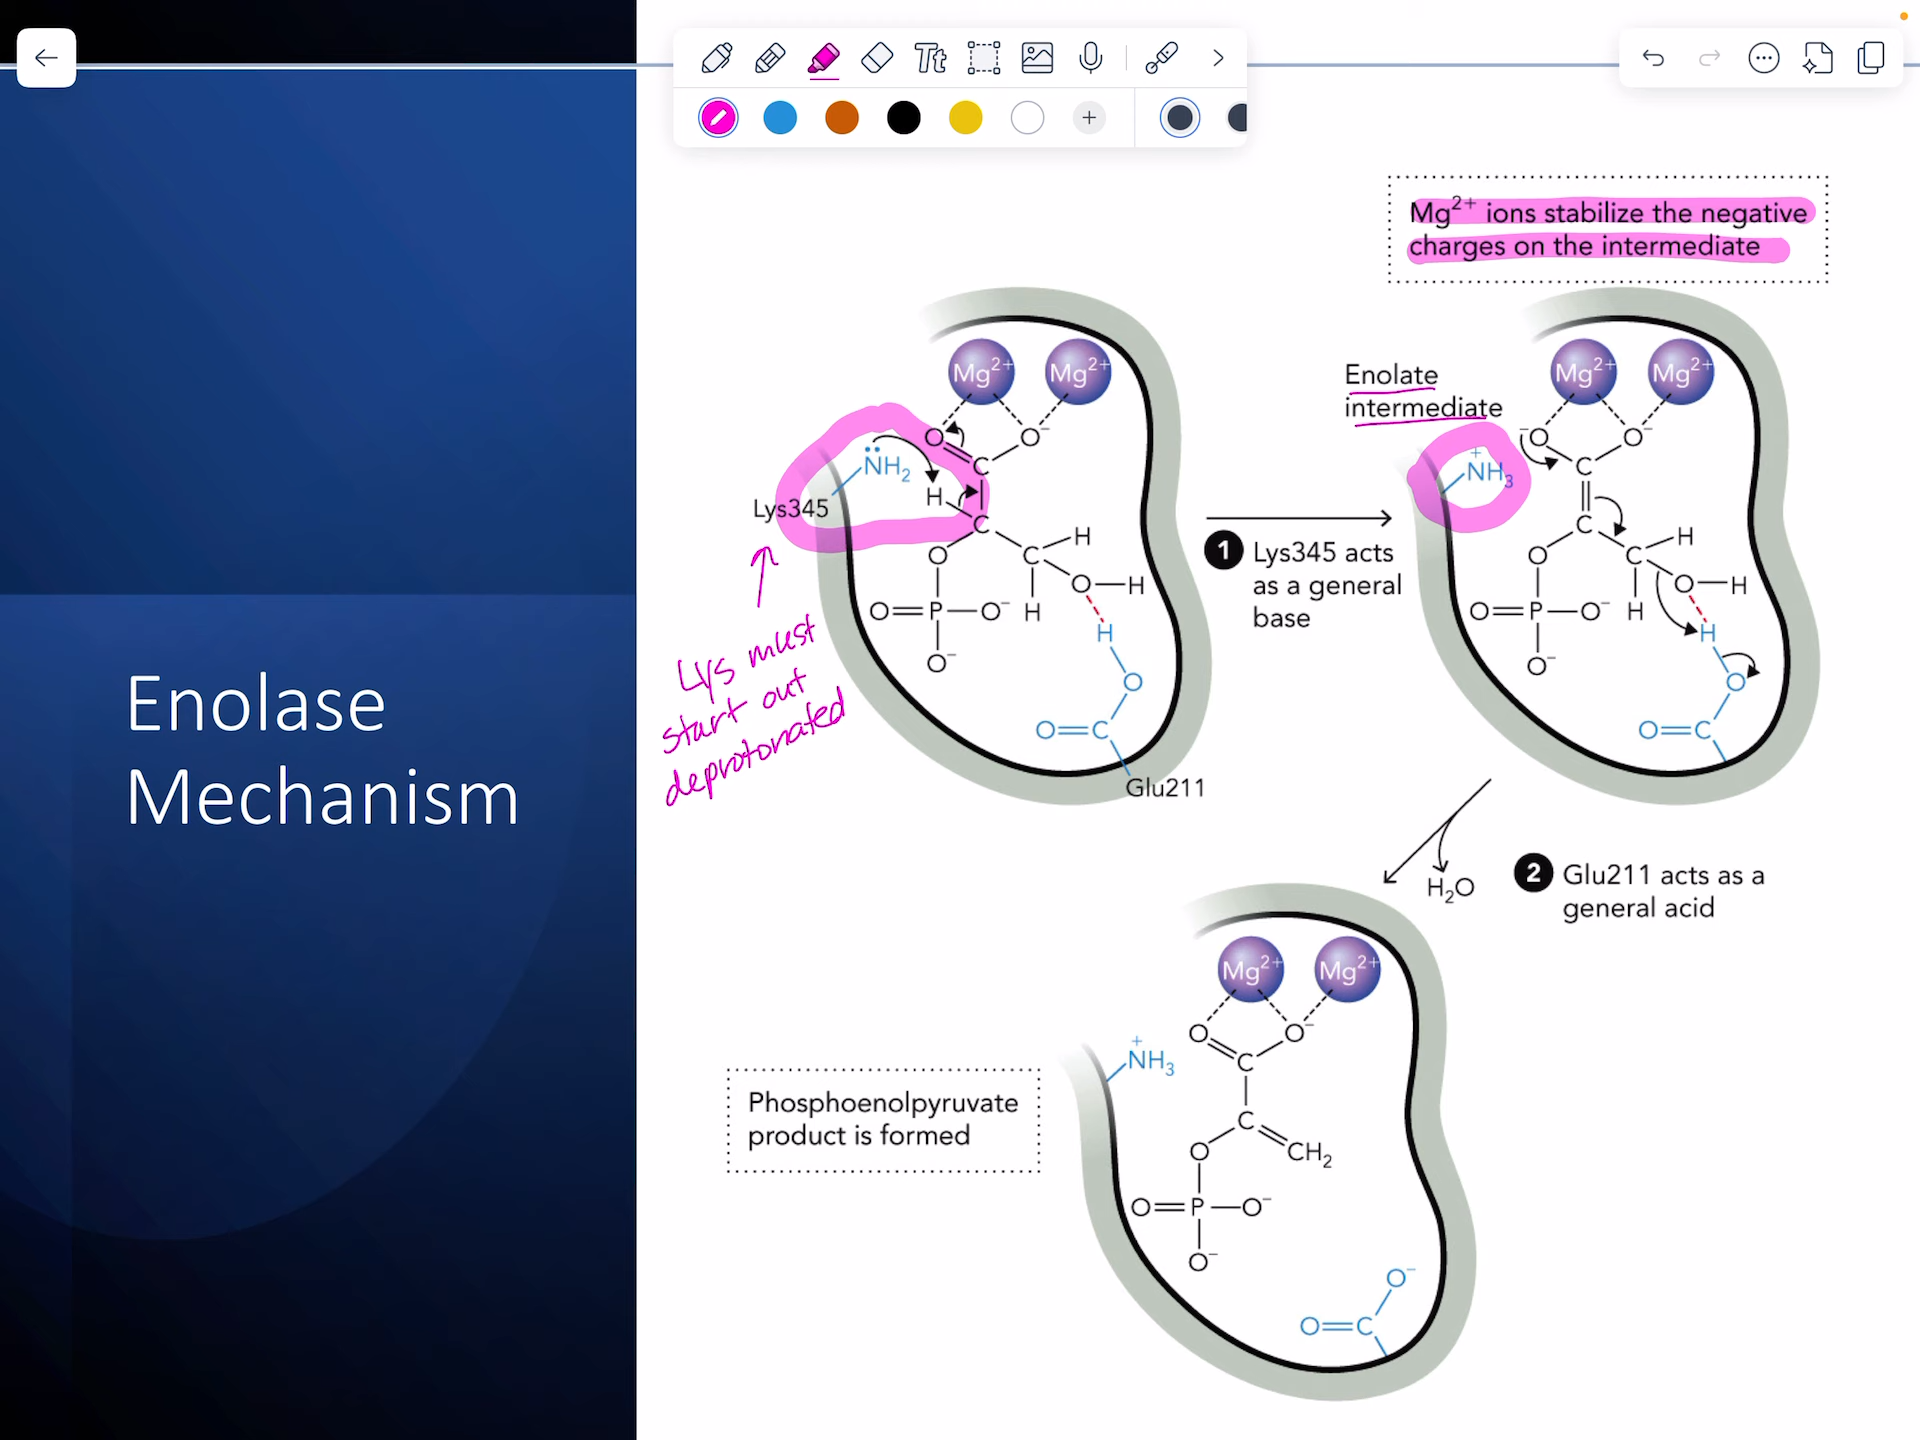 Tt
Enolase
Mechanism
Mg²⁺ ions stabilize the negative
charges on the intermediate
Mg²⁺ Mg²⁺
O O⁻
C
NH₂
H
Lys345
C
O C H
O=P—O⁻ H O—H
O⁻
H
O
O=C
Glu211
Lys must
start out
deprotonated
1 Lys345 acts
as a general
base
Enolate
intermediate
Mg²⁺ Mg²⁺
⁻O O⁻
C
⁺NH₃
C
O C H
O=P—O⁻ H O—H
O⁻
H
O
O=C
H₂O
2 Glu211 acts as a
general acid
Mg²⁺ Mg²⁺
O O⁻
C
⁺NH₃
C
O CH₂
O=P—O⁻
O⁻
O⁻
O=C
Phosphoenolpyruvate
product is formed